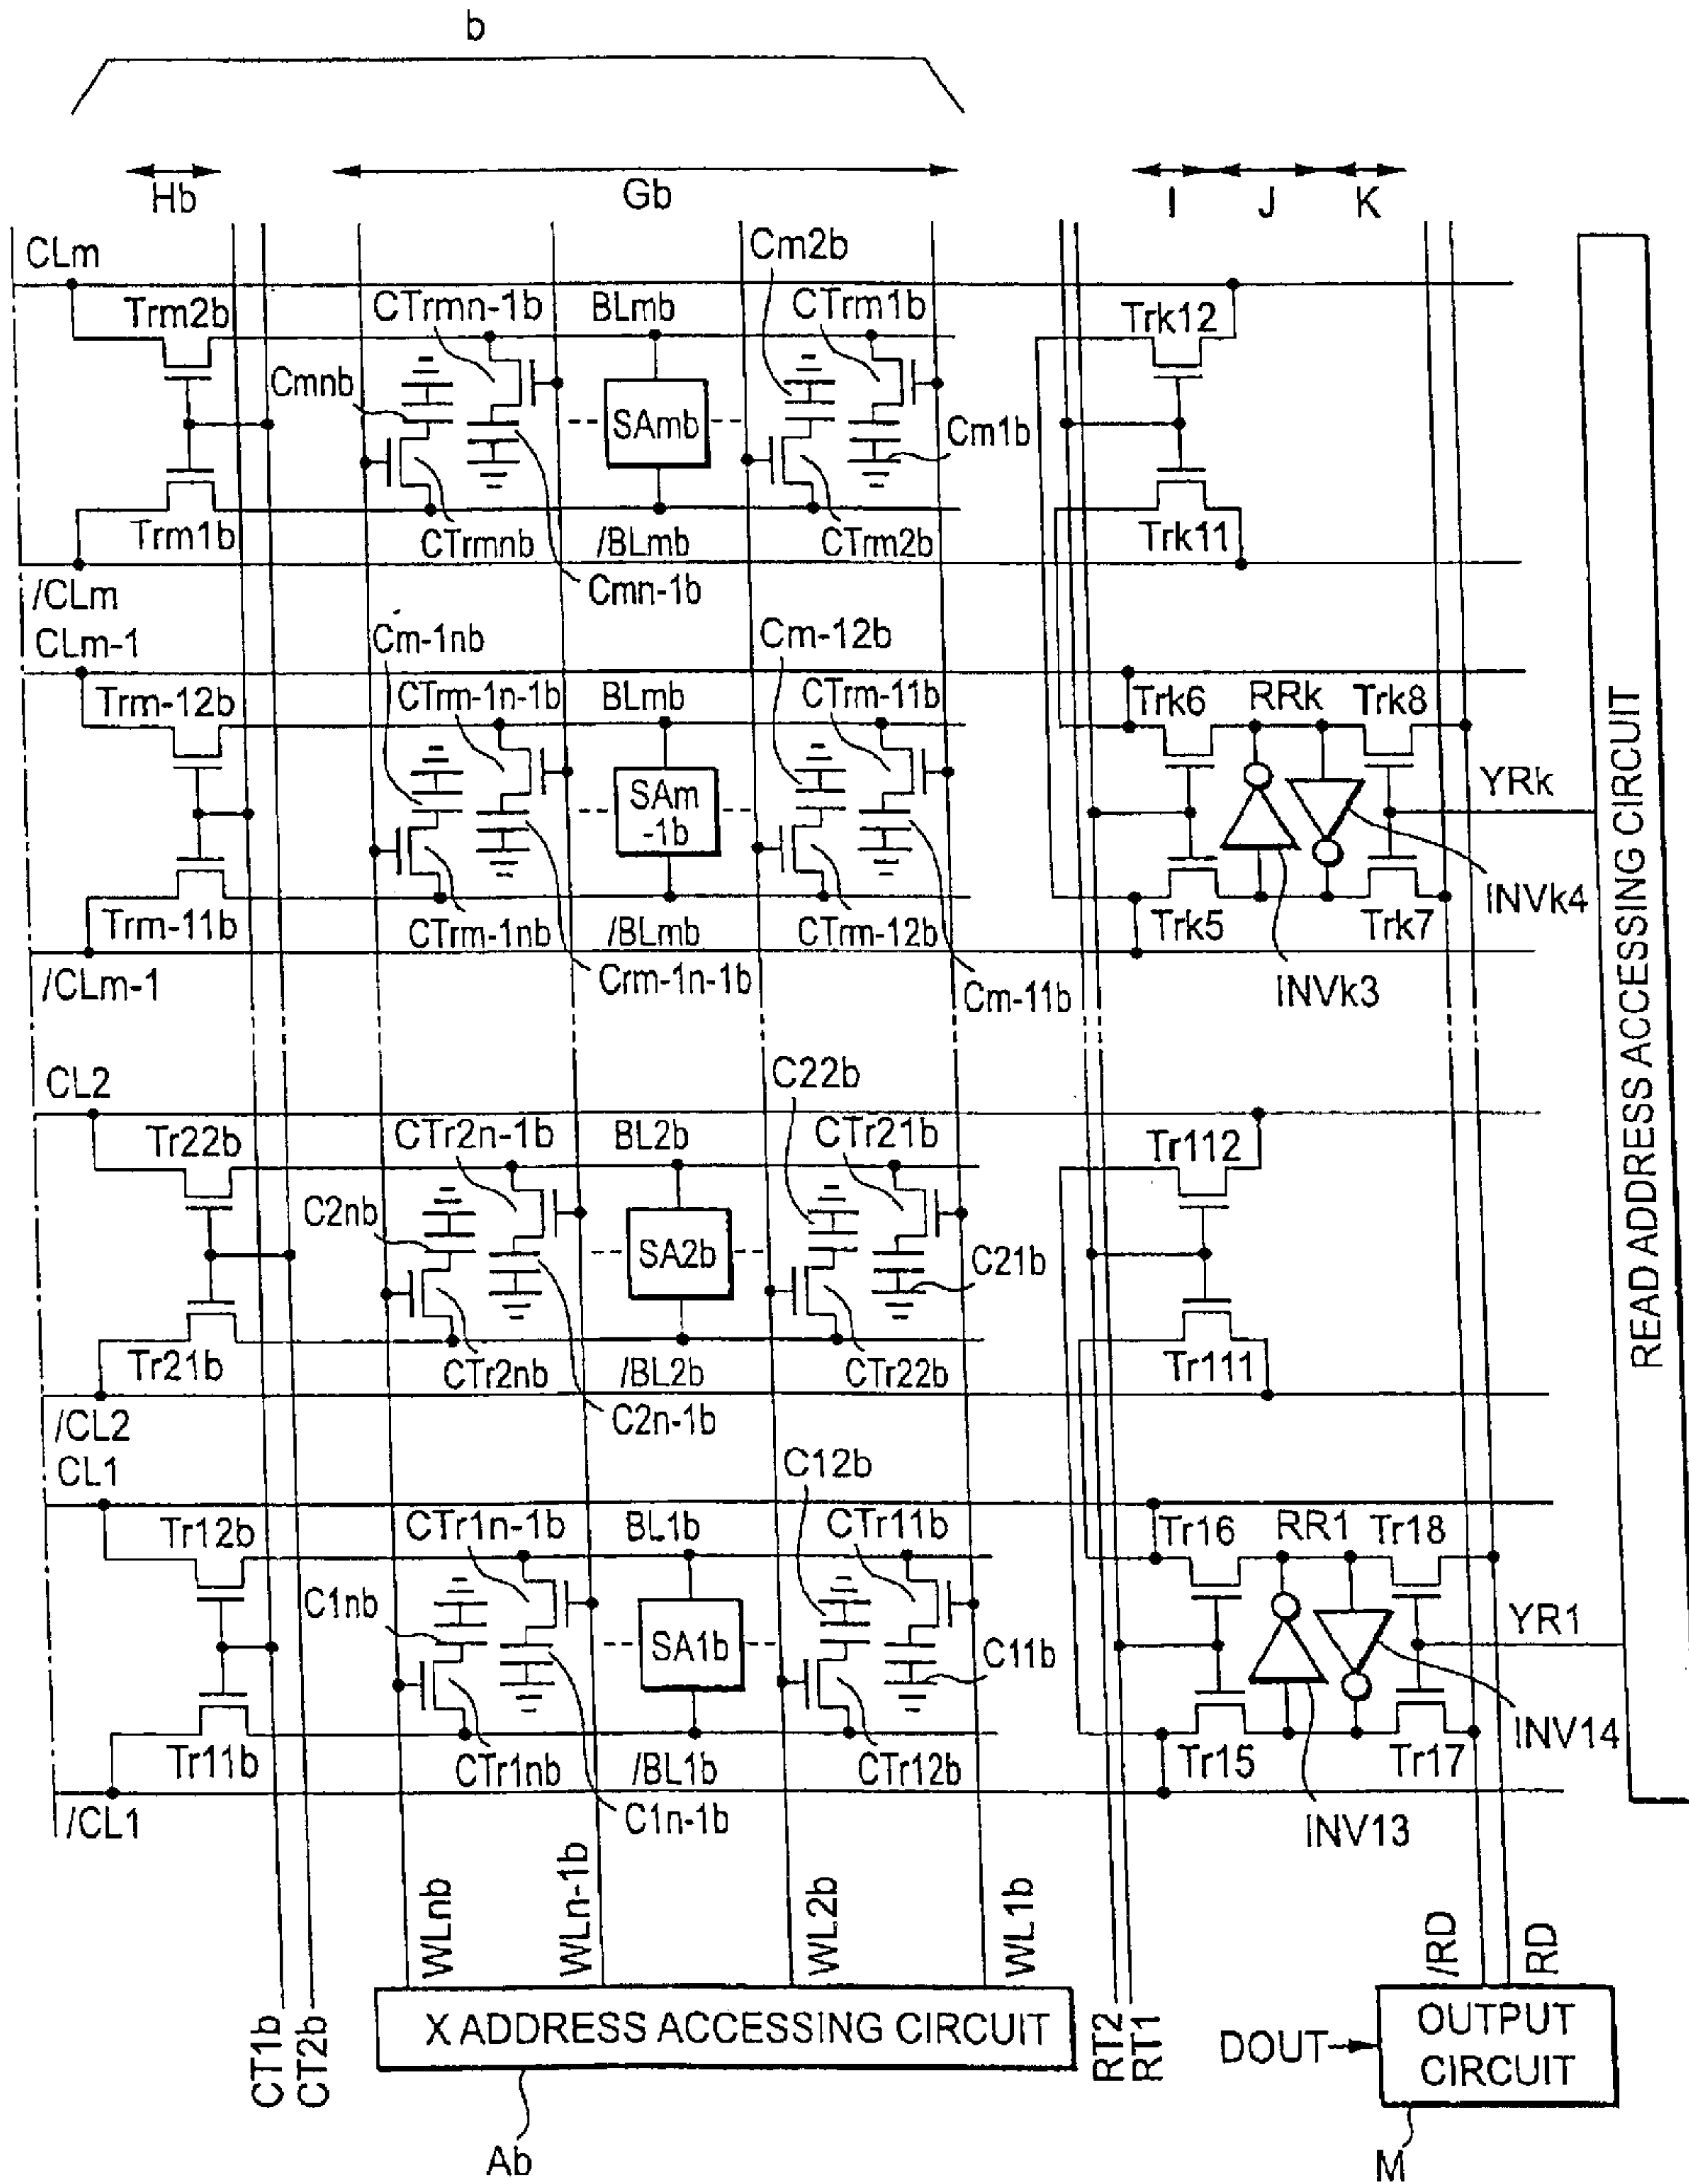 b
Hb Gb I J K
CLm
Trm2b CTrmn-1b BLmb Cm2b CTrm1b Trk12
Cmnb SAmb Cm1b
Trm1b CTrmnb /BLmb CTrm2b Trk11
/CLm Cmn-1b
CLm-1 Cm-1nb Cm-12b
Trm-12b CTrm-1n-1b BLmb CTrm-11b Trk6 RRk Trk8
SAm
-1b
YRk
Trm-11b CTrm-1nb /BLmb CTrm-12b Trk5 Trk7 INVk4
/CLm-1 Crm-1n-1b Cm-11b INVk3
READ ADDRESS ACCESSING CIRCUIT
CL2 C22b
Tr22b CTr2n-1b BL2b CTr21b Tr112
C2nb SA2b C21b
Tr21b CTr2nb /BL2b CTr22b Tr111
/CL2 C2n-1b
CL1 C12b
Tr12b CTr1n-1b BL1b CTr11b Tr16 RR1 Tr18
C1nb SA1b C11b YR1
Tr11b CTr1nb /BL1b CTr12b Tr15 Tr17 INV14
/CL1 C1n-1b INV13
WLnb WLn-1b WL2b WL1b /RD RD
CT1b CT2b RT2 RT1
X ADDRESS ACCESSING CIRCUIT
DOUT
OUTPUT
CIRCUIT
Ab M